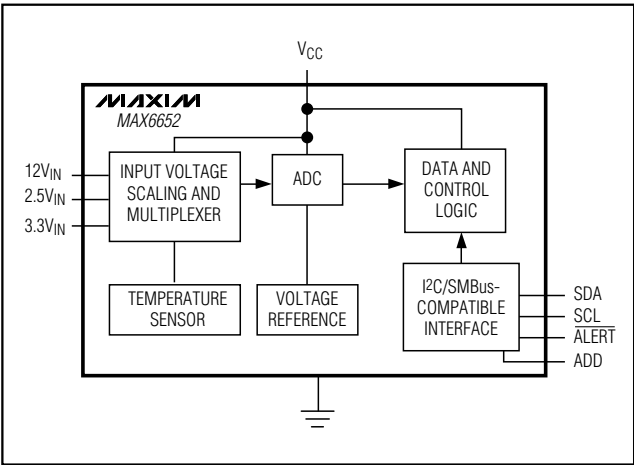 VCC
MAXIM
MAX6652
12VIN
2.5VIN
3.3VIN
INPUT VOLTAGE
SCALING AND
MULTIPLEXER
ADC
DATA AND
CONTROL
LOGIC
TEMPERATURE
SENSOR
VOLTAGE
REFERENCE
I2C/SMBus-
COMPATIBLE
INTERFACE
SDA
SCL
ALERT
ADD